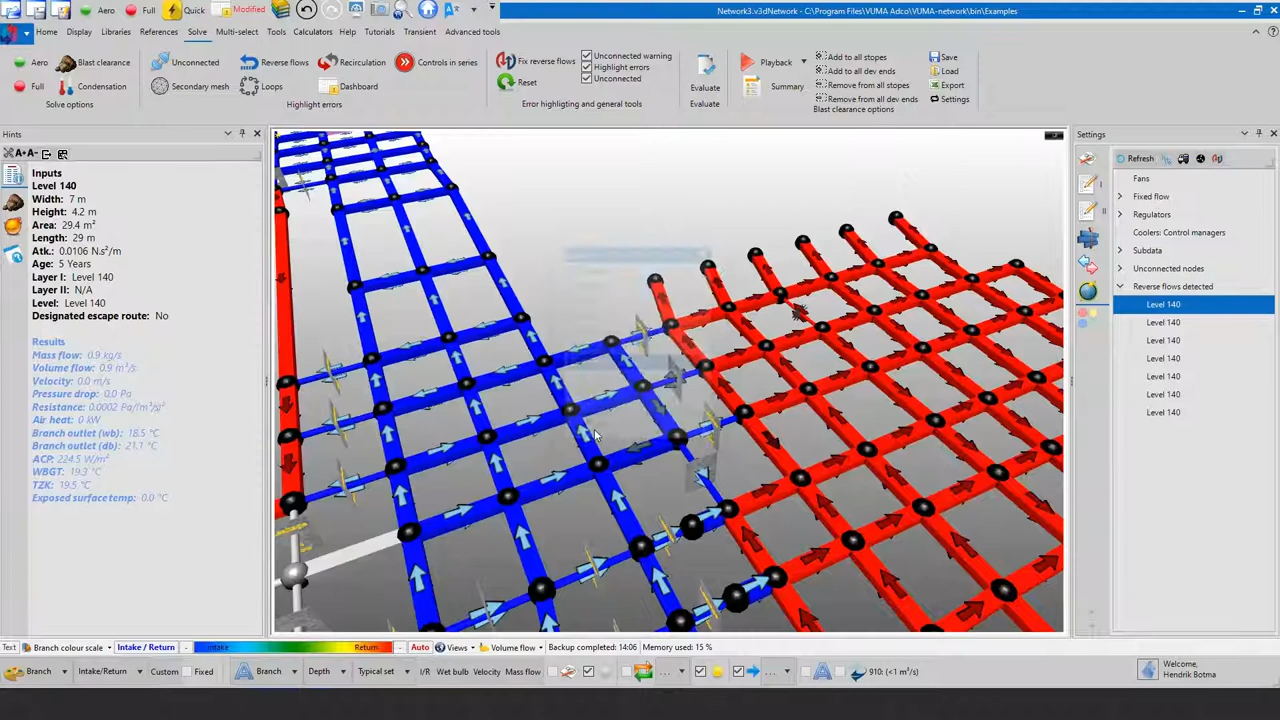 Aero Full Quick Modified
Network3.v3dNetwork - C:\Program Files\VUMA Adco\VUMA-network\bin\Examples
Home Display Libraries References Solve Multi-select Tools Calculators Help Tutorials Transient Advanced tools
Aero Blast clearance Unconnected Reverse flows Recirculation Controls in series Fix reverse flows Unconnected warning Playback Add to all stopes Save
Highlight errors Add to all dev ends Load
Full Condensation Secondary mesh Loops Dashboard Reset Unconnected Evaluate Summary Remove from all stopes Export
Remove from all dev ends Settings
Solve options Highlight errors Error highlighting and general tools Evaluate Blast clearance options
Hints
A+A-
Inputs
Level 140
Width: 7 m
Height: 4.2 m
Area: 29.4 m²
Length: 29 m
Atk.: 0.0106 N.s²/m
Age: 5 Years
Layer I: Level 140
Layer II: N/A
Level: Level 140
Designated escape route: No
Results
Mass flow: 0.9 kg/s
Volume flow: 0.9 m³/s
Velocity: 0.0 m/s
Pressure drop: 0.0 Pa
Resistance: 0.0002 Pa/(m³/s)
Air heat: 0 kW
Branch outlet (wb): 18.5 °C
Branch outlet (db): 21.1 °C
ACP: 224.5 W/m²
WBGT: 19.3 °C
TZK: 19.5 °C
Exposed surface temp: 0.0 °C
Settings
Refresh
Fans
Fixed flow
Regulators
Coolers: Control managers
Subdata
Unconnected nodes
Reverse flows detected
Level 140
Level 140
Level 140
Level 140
Level 140
Level 140
Level 140
Text Branch colour scale Intake / Return Intake Return Auto Views Volume flow Backup completed: 14:06 Memory used: 15 %
Branch Intake/Return Custom Fixed Branch Depth Typical set I/R Wet bulb Velocity Mass flow ... ... 910: (<1 m³/s)
Welcome,
Hendrik Botma